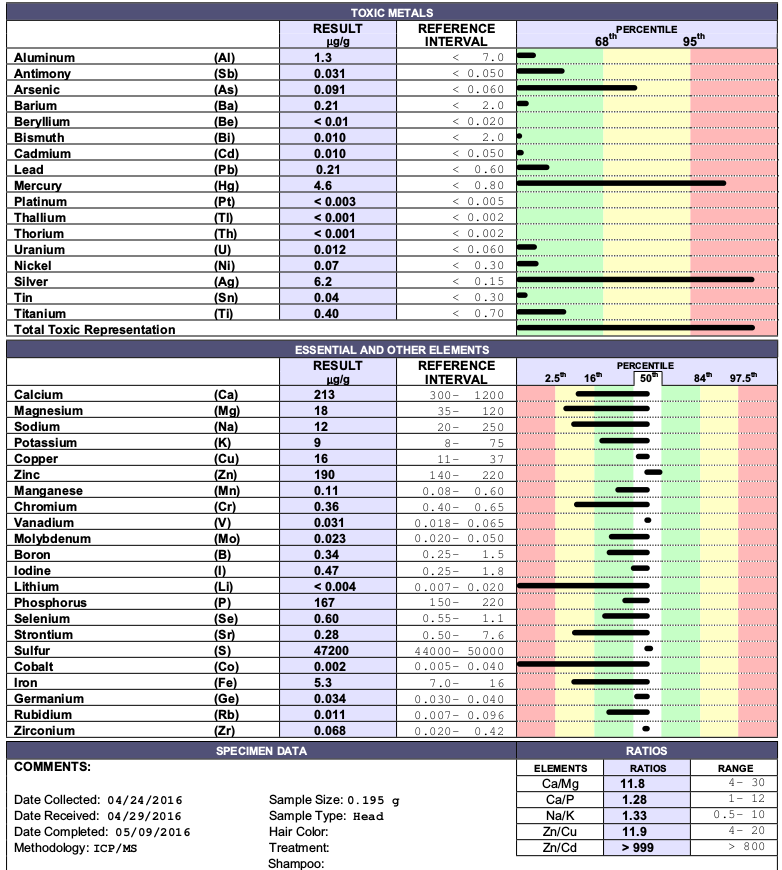 TOXIC METALS
RESULT REFERENCE PERCENTILE
µg/g INTERVAL 68th 95th
Aluminum (Al) 1.3 < 7.0
Antimony (Sb) 0.031 < 0.050
Arsenic (As) 0.091 < 0.060
Barium (Ba) 0.21 < 2.0
Beryllium (Be) < 0.01 < 0.020
Bismuth (Bi) 0.010 < 2.0
Cadmium (Cd) 0.010 < 0.050
Lead (Pb) 0.21 < 0.60
Mercury (Hg) 4.6 < 0.80
Platinum (Pt) < 0.003 < 0.005
Thallium (Tl) < 0.001 < 0.002
Thorium (Th) < 0.001 < 0.002
Uranium (U) 0.012 < 0.060
Nickel (Ni) 0.07 < 0.30
Silver (Ag) 6.2 < 0.15
Tin (Sn) 0.04 < 0.30
Titanium (Ti) 0.40 < 0.70
Total Toxic Representation
ESSENTIAL AND OTHER ELEMENTS
RESULT REFERENCE PERCENTILE
µg/g INTERVAL 2.5th 16th 50th 84th 97.5th
Calcium (Ca) 213 300- 1200
Magnesium (Mg) 18 35- 120
Sodium (Na) 12 20- 250
Potassium (K) 9 8- 75
Copper (Cu) 16 11- 37
Zinc (Zn) 190 140- 220
Manganese (Mn) 0.11 0.08- 0.60
Chromium (Cr) 0.36 0.40- 0.65
Vanadium (V) 0.031 0.018- 0.065
Molybdenum (Mo) 0.023 0.020- 0.050
Boron (B) 0.34 0.25- 1.5
Iodine (I) 0.47 0.25- 1.8
Lithium (Li) < 0.004 0.007- 0.020
Phosphorus (P) 167 150- 220
Selenium (Se) 0.60 0.55- 1.1
Strontium (Sr) 0.28 0.50- 7.6
Sulfur (S) 47200 44000- 50000
Cobalt (Co) 0.002 0.005- 0.040
Iron (Fe) 5.3 7.0- 16
Germanium (Ge) 0.034 0.030- 0.040
Rubidium (Rb) 0.011 0.007- 0.096
Zirconium (Zr) 0.068 0.020- 0.42
SPECIMEN DATA RATIOS
COMMENTS: ELEMENTS RATIOS RANGE
Ca/Mg 11.8 4- 30
Date Collected: 04/24/2016 Sample Size: 0.195 g Ca/P 1.28 1- 12
Date Received: 04/29/2016 Sample Type: Head Na/K 1.33 0.5- 10
Date Completed: 05/09/2016 Hair Color: Zn/Cu 11.9 4- 20
Methodology: ICP/MS Treatment: Zn/Cd > 999 > 800
Shampoo: